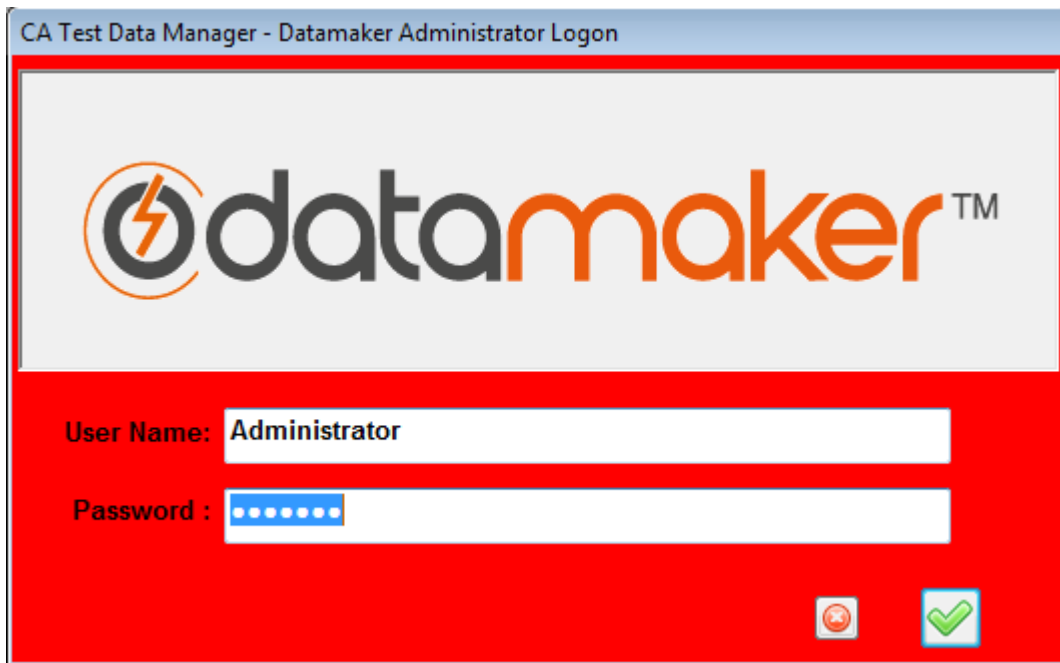 CA Test Data Manager - Datamaker Administrator Logon
datamaker™
User Name: Administrator
Password : •••••••